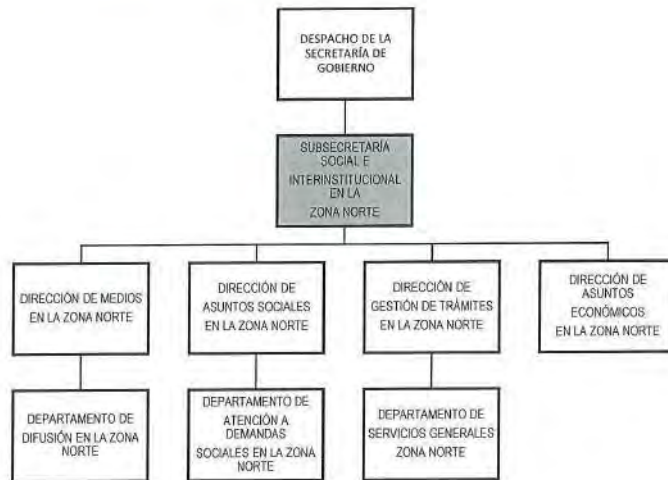 DESPACHO DE LA
SECRETARÍA DE
GOBIERNO
SUBSECRETARÍA
SOCIAL E
INTERINSTITUCIONAL
EN LA
ZONA NORTE
DIRECCIÓN DE MEDIOS
EN LA ZONA NORTE
DIRECCIÓN DE
ASUNTOS SOCIALES
EN LA ZONA NORTE
DIRECCIÓN DE
GESTIÓN DE TRÀMITES
EN LA ZONA NORTE
DIRECCIÓN DE
ASUNTOS
ECONÓMICOS
EN LA ZONA NORTE
DEPARTAMENTO DE
DIFUSIÓN EN LA ZONA
NORTE
DEPARTAMENTO DE
ATENCIÓN A
DEMANDAS
SOCIALES EN LA ZONA
NORTE
DEPARTAMENTO DE
SERVICIOS GENERALES
ZONA NORTE